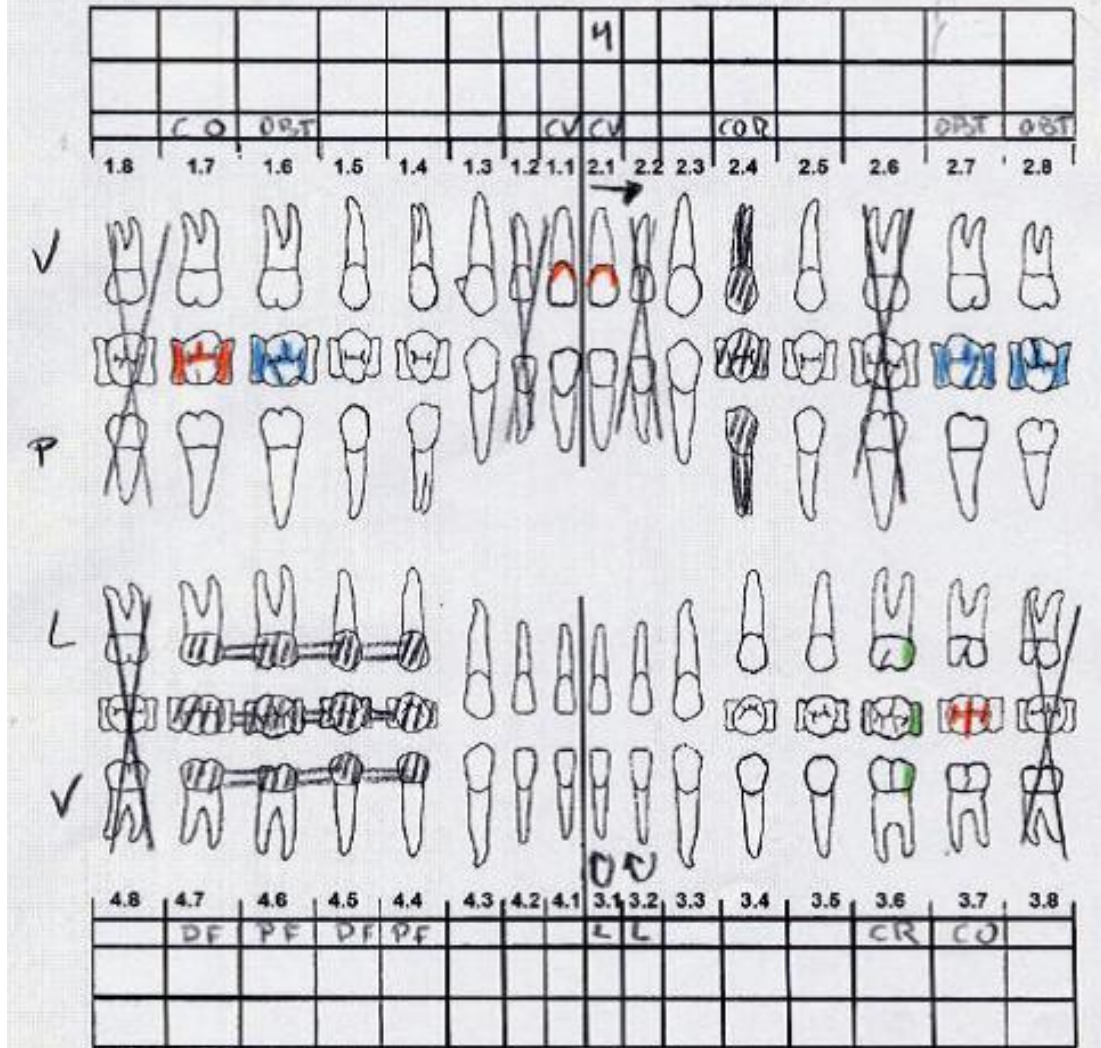 C O OBT CV CV COR OBT OBT
1.8 1.7 1.6 1.5 1.4 1.3 1.2 1.1 2.1 2.2 2.3 2.4 2.5 2.6 2.7 2.8
V
P
L
V
4.8 4.7 4.6 4.5 4.4 4.3 4.2 4.1 3.1 3.2 3.3 3.4 3.5 3.6 3.7 3.8
DF PF DF PF L L CR CO